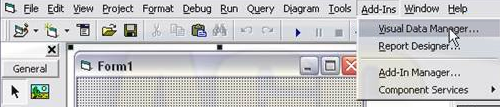 File Edit View Project Format Debug Run Query Diagram Tools Add-Ins Window Help
Visual Data Manager...
Report Designer...
Add-In Manager...
Component Services
General
Form1